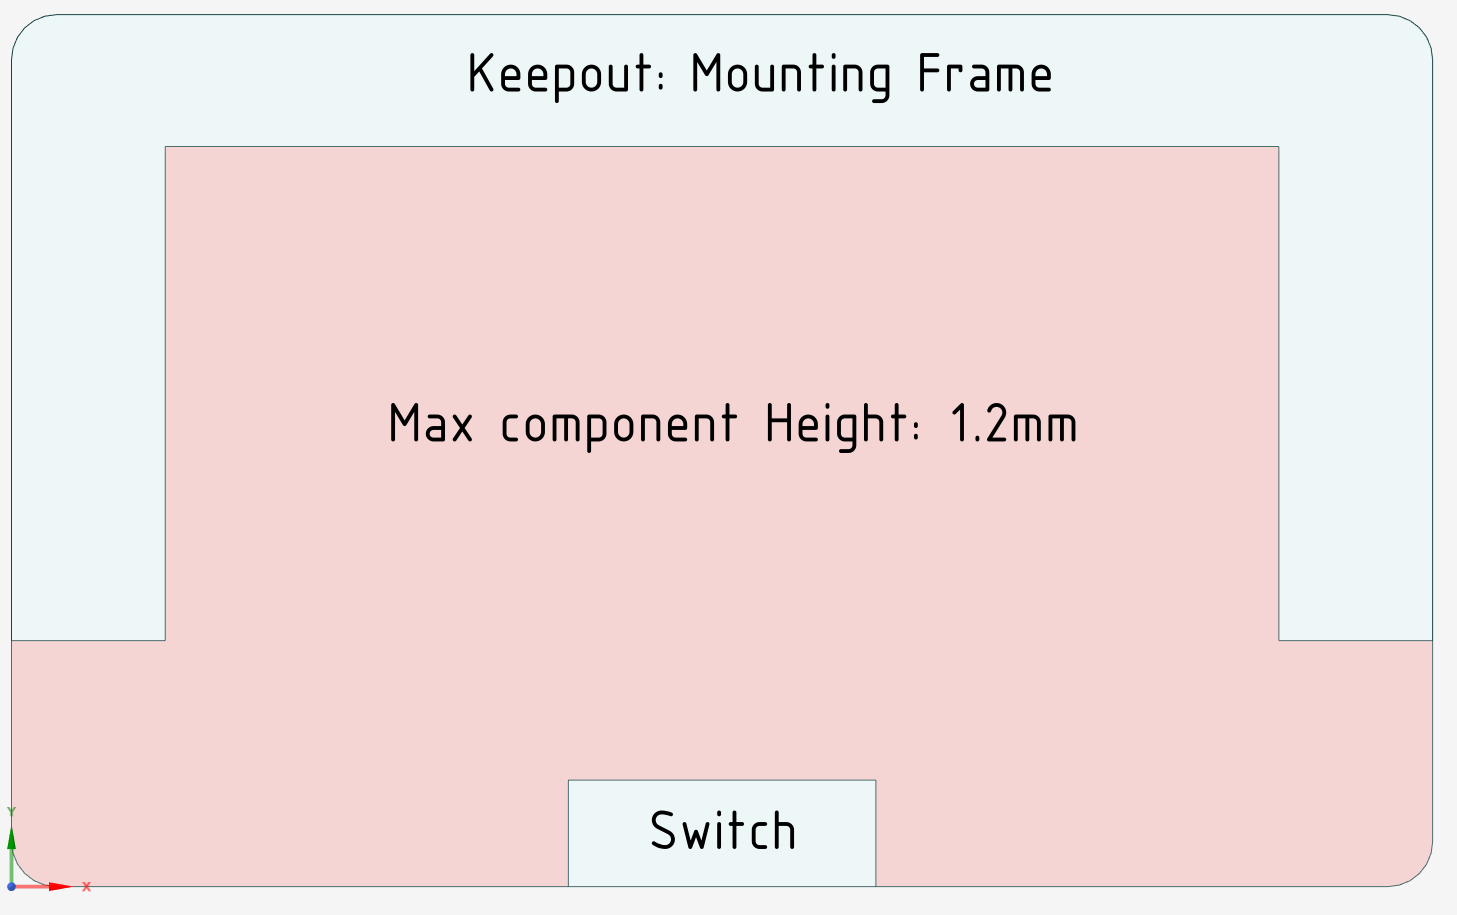 Keepout: Mounting Frame
Max component Height: 1.2mm
Switch
Y
X